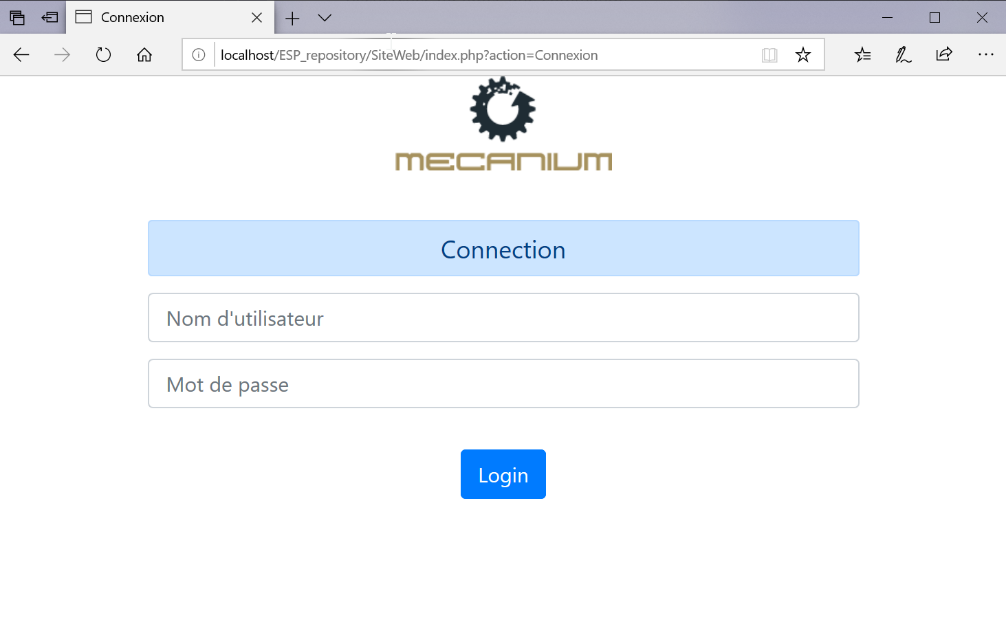 Connexion
localhost/ESP_repository/SiteWeb/index.php?action=Connexion
MECANIUM
Connection
Nom d'utilisateur
Mot de passe
Login